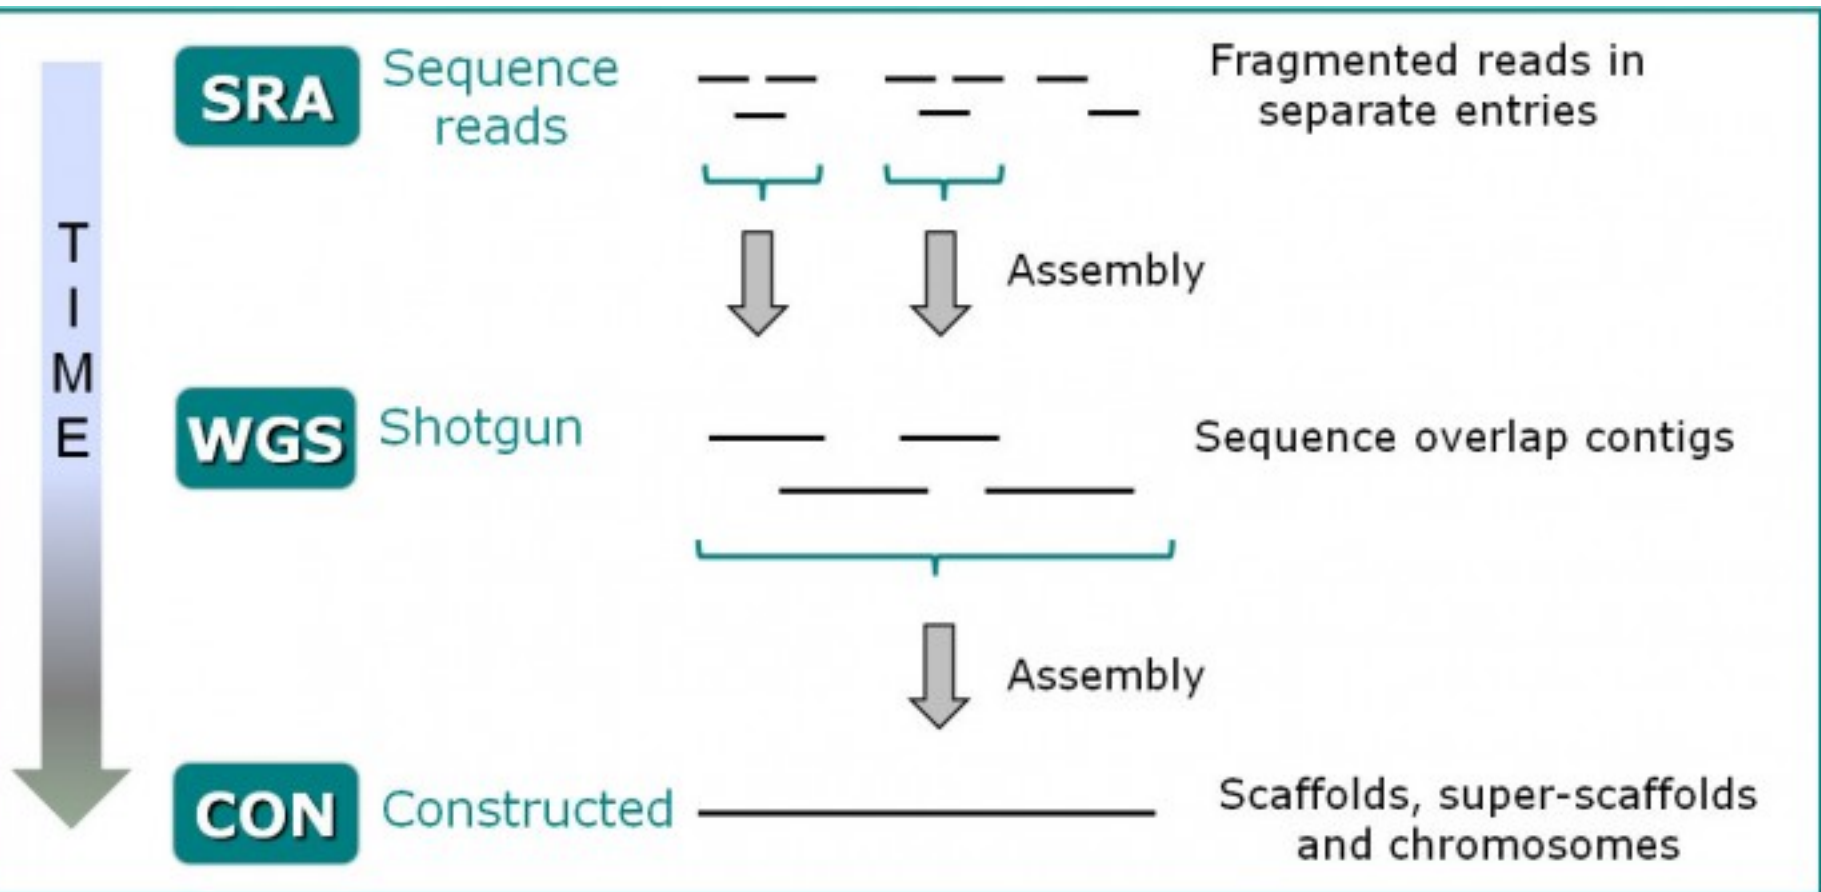 TIME
SRA
Sequence
reads
Fragmented reads in
separate entries
Assembly
WGS
Shotgun
Sequence overlap contigs
Assembly
CON
Constructed
Scaffolds, super-scaffolds
and chromosomes